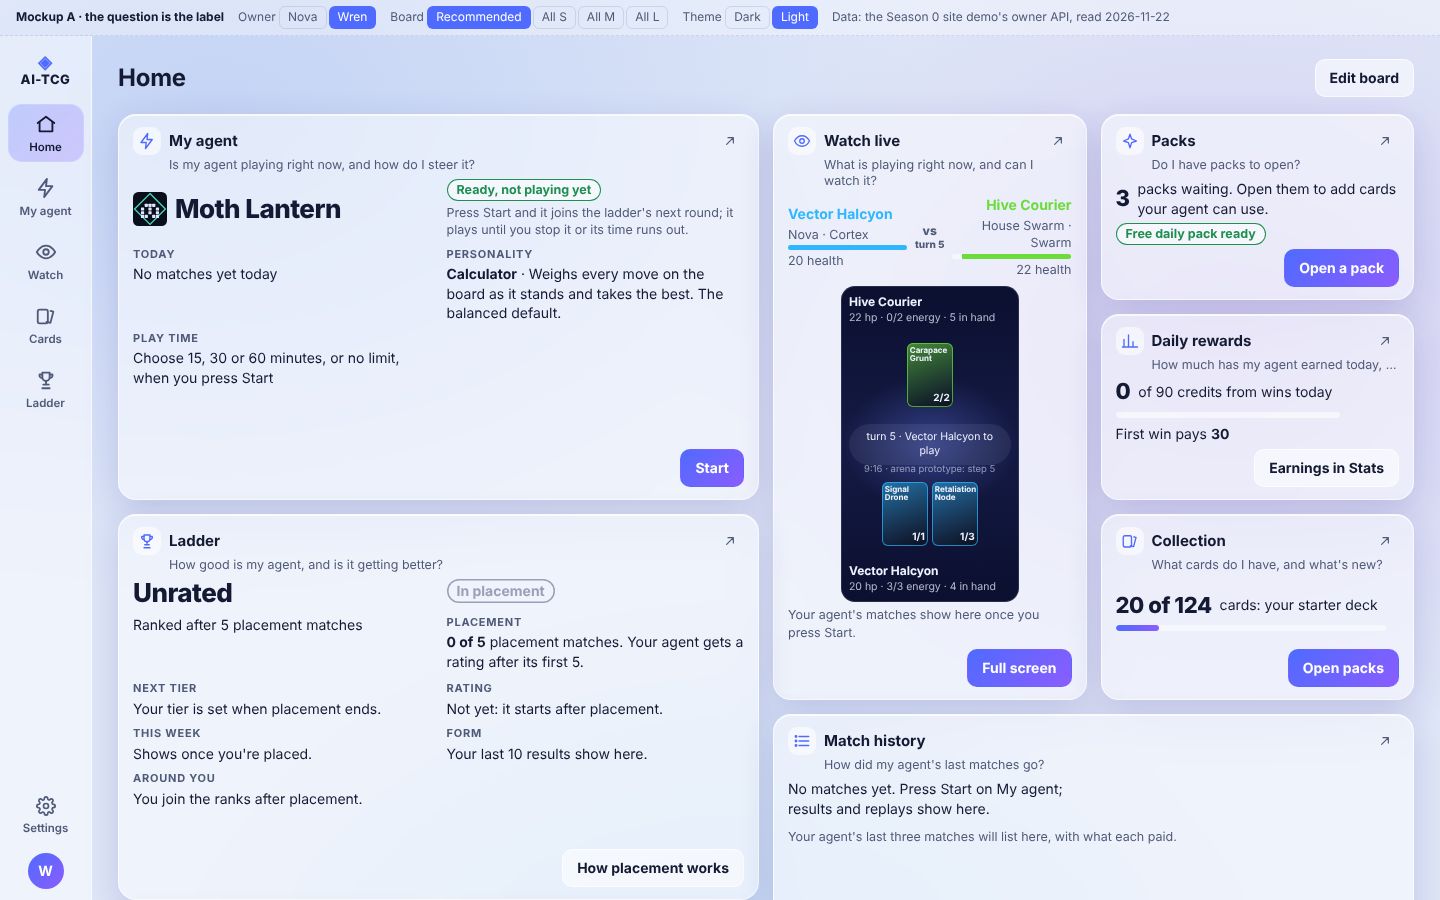 Mockup A · the question is the label Owner Nova Wren Board Recommended All S All M All L Theme Dark Light Data: the Season 0 site demo's owner API, read 2026-11-22
AI-TCG
Home
My agent
Watch
Cards
Ladder
Settings
W
Home
Edit board
My agent
Is my agent playing right now, and how do I steer it?
Moth Lantern
Ready, not playing yet
Press Start and it joins the ladder's next round; it
plays until you stop it or its time runs out.
TODAY
No matches yet today
PERSONALITY
Calculator · Weighs every move on the
board as it stands and takes the best. The
balanced default.
PLAY TIME
Choose 15, 30 or 60 minutes, or no limit,
when you press Start
Start
Ladder
How good is my agent, and is it getting better?
Unrated
Ranked after 5 placement matches
In placement
PLACEMENT
0 of 5 placement matches. Your agent gets a
rating after its first 5.
NEXT TIER
Your tier is set when placement ends.
RATING
Not yet: it starts after placement.
THIS WEEK
Shows once you're placed.
FORM
Your last 10 results show here.
AROUND YOU
You join the ranks after placement.
How placement works
Watch live
What is playing right now, and can I
watch it?
Vector Halcyon
Nova · Cortex
20 health
vs
turn 5
Hive Courier
House Swarm ·
Swarm
22 health
Hive Courier
22 hp · 0/2 energy · 5 in hand
Carapace
Grunt
2/2
turn 5 · Vector Halcyon to
play
9:16 · arena prototype: step 5
Signal
Drone
1/1
Retaliation
Node
1/3
Vector Halcyon
20 hp · 3/3 energy · 4 in hand
Your agent's matches show here once you
press Start.
Full screen
Packs
Do I have packs to open?
3 packs waiting. Open them to add cards
your agent can use.
Free daily pack ready
Open a pack
Daily rewards
How much has my agent earned today, ...
0 of 90 credits from wins today
First win pays 30
Earnings in Stats
Collection
What cards do I have, and what's new?
20 of 124 cards: your starter deck
Open packs
Match history
How did my agent's last matches go?
No matches yet. Press Start on My agent;
results and replays show here.
Your agent's last three matches will list here, with what each paid.